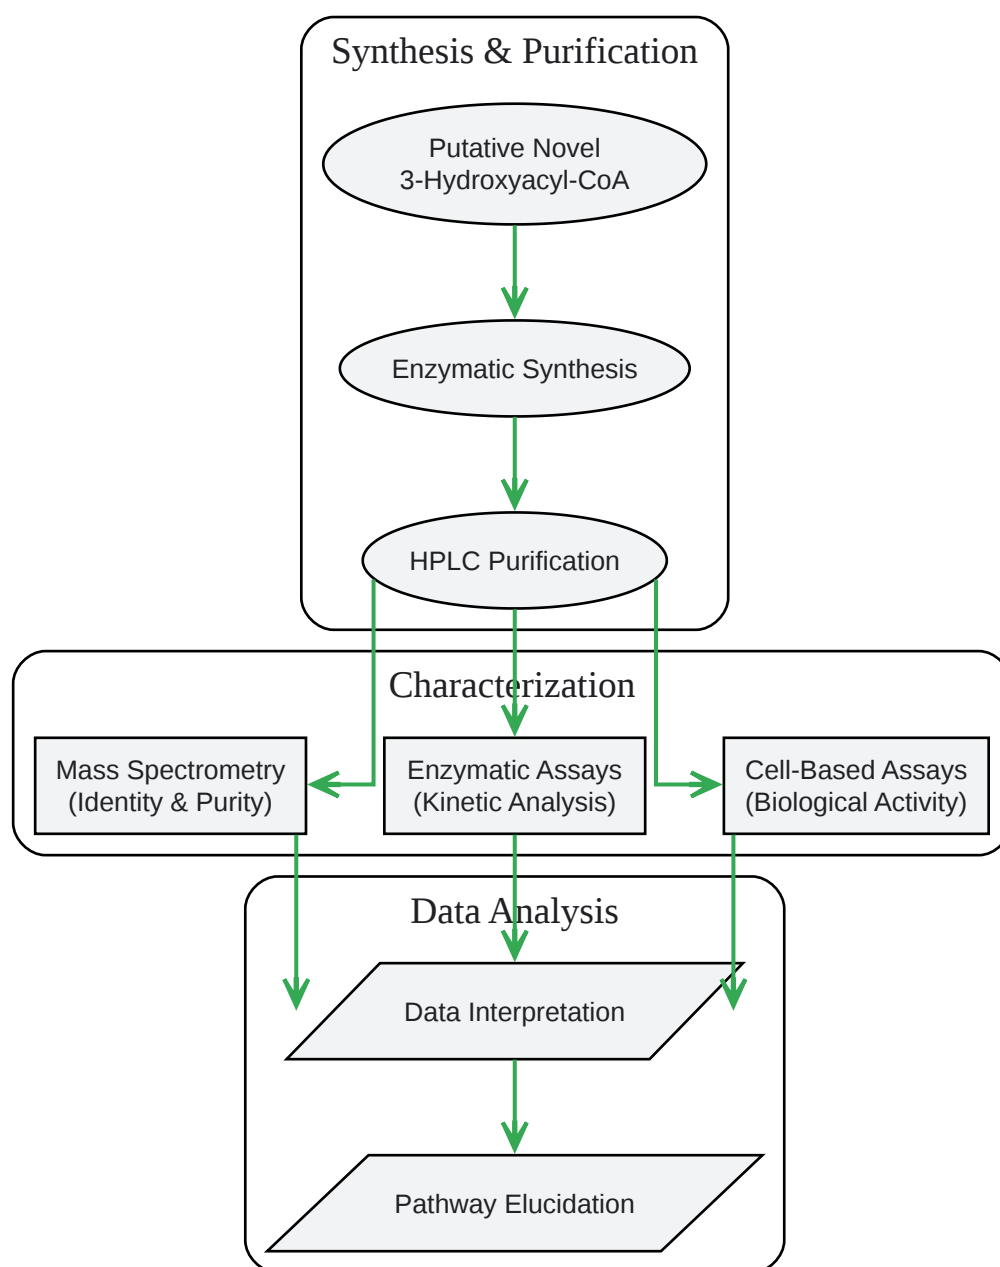 Synthesis & Purification
Putative Novel
3-Hydroxyacyl-CoA
Enzymatic Synthesis
HPLC Purification
Characterization
Mass Spectrometry
(Identity & Purity)
Enzymatic Assays
(Kinetic Analysis)
Cell-Based Assays
(Biological Activity)
Data Analysis
Data Interpretation
Pathway Elucidation